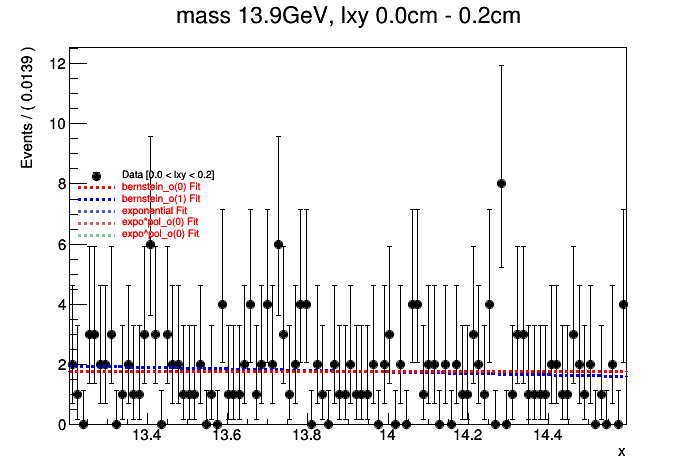 mass 13.9GeV, lxy 0.0cm - 0.2cm
Events / ( 0.0139 )
12
10
8
6
4
2
0
Data [0.0 < lxy < 0.2]
bernstein_o(0) Fit
bernstein_o(1) Fit
exponential Fit
expo*pol_o(0) Fit
expo^pol_o(0) Fit
13.4 13.6 13.8 14 14.2 14.4
x